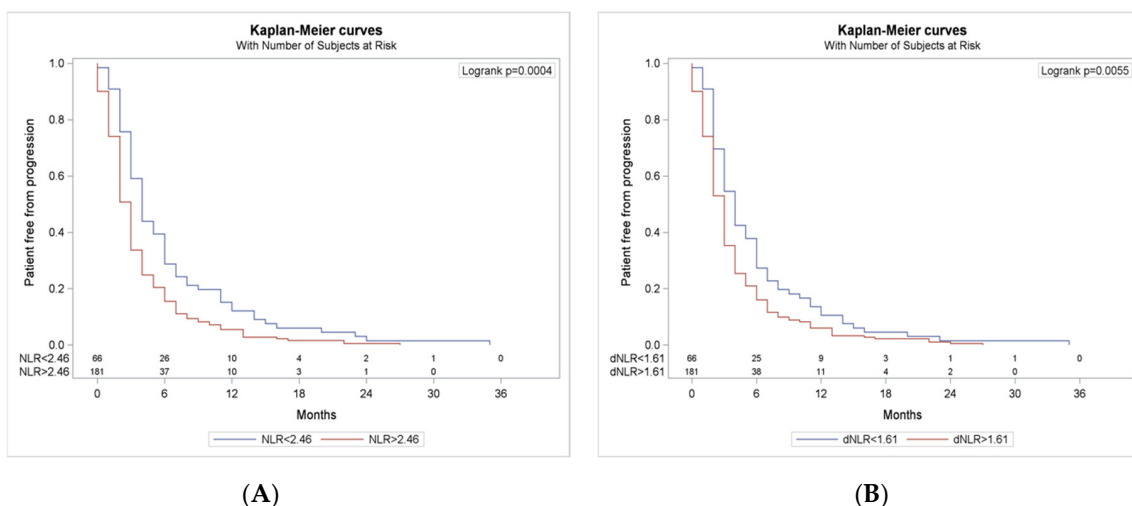 Kaplan-Meier curves
With Number of Subjects at Risk
Logrank p=0.0004
Patient free from progression
1.0
0.8
0.6
0.4
0.2
0.0
NLR<2.46 66 26 10 4 2 1 0
NLR>2.46 181 37 10 3 1 0
0 6 12 18 24 30 36
Months
NLR<2.46 NLR>2.46
(A)
Kaplan-Meier curves
With Number of Subjects at Risk
Logrank p=0.0055
Patient free from progression
1.0
0.8
0.6
0.4
0.2
0.0
dNLR<1.61 66 25 9 3 1 1 0
dNLR>1.61 181 38 11 4 2 0
0 6 12 18 24 30 36
Months
dNLR<1.61 dNLR>1.61
(B)